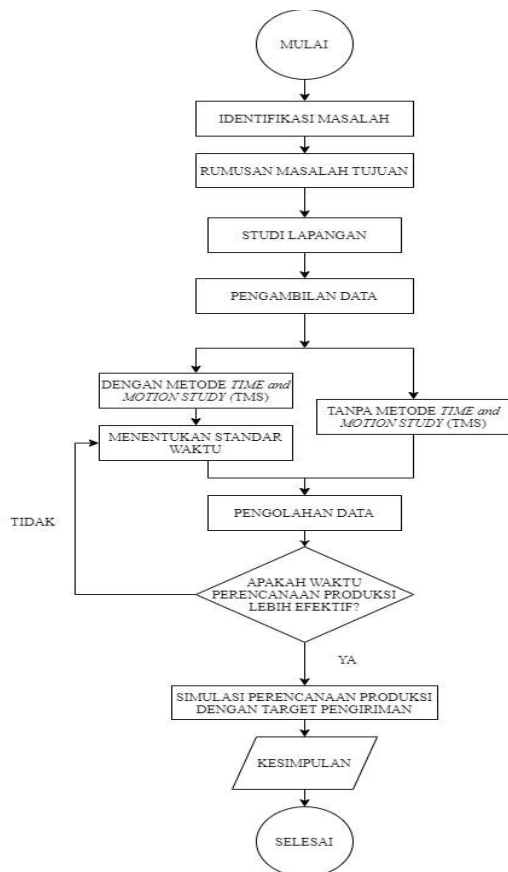 MULAI
IDENTIFIKASI MASALAH
RUMUSAN MASALAH TUJUAN
STUDI LAPANGAN
PENGAMBILAN DATA
DENGAN METODE TIME and
MOTION STUDY (TMS)
TANPA METODE TIME and
MOTION STUDY (TMS)
MENENTUKAN STANDAR
WAKTU
PENGOLAHAN DATA
TIDAK
APAKAH WAKTU
PERENCANAAN PRODUKSI
LEBIH EFEKTIF?
YA
SIMULASI PERENCANAAN PRODUKSI
DENGAN TARGET PENGIRIMAN
KESIMPULAN
SELESAI